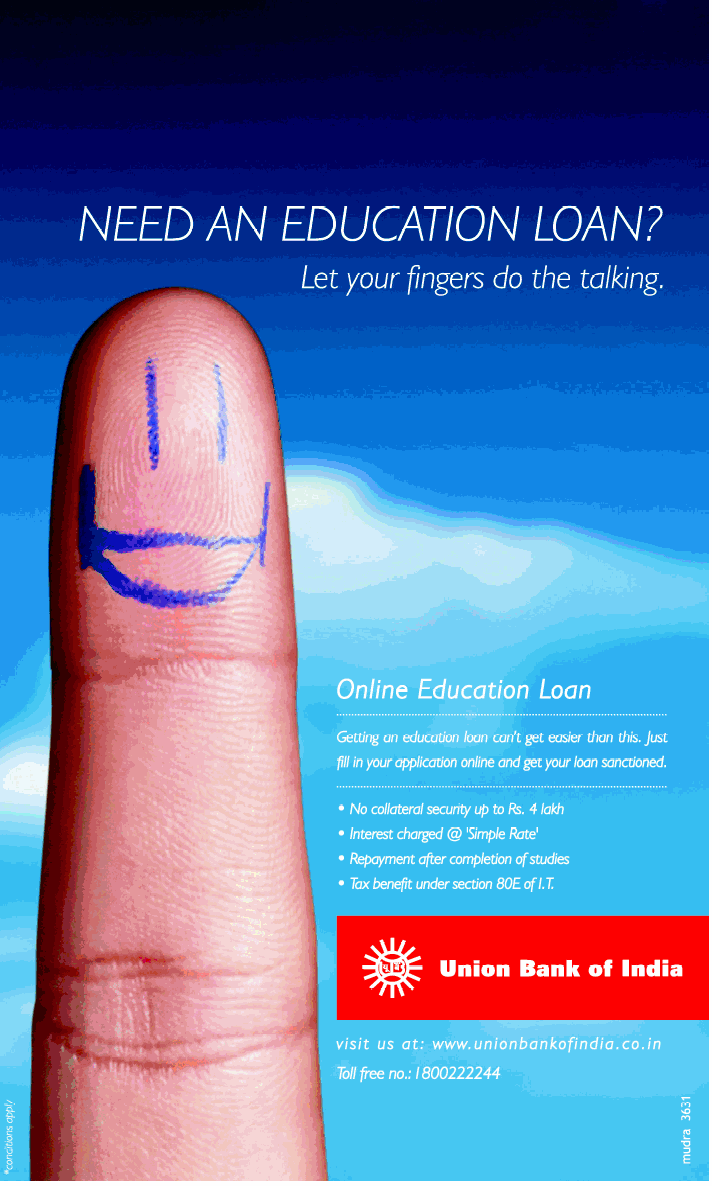 NEED AN EDUCATION LOAN?
Let your fingers do the talking.
Online Education Loan
Getting an education loan can't get easier than this. Just
fill in your application online and get your loan sanctioned.
• No collateral security up to Rs. 4 lakh
• Interest charged @ 'Simple Rate'
• Repayment after completion of studies
• Tax benefit under section 80E of I.T.
Union Bank of India
visit us at: www.unionbankofindia.co.in
Toll free no.: 1800222244
*conditions apply
mudra 3631